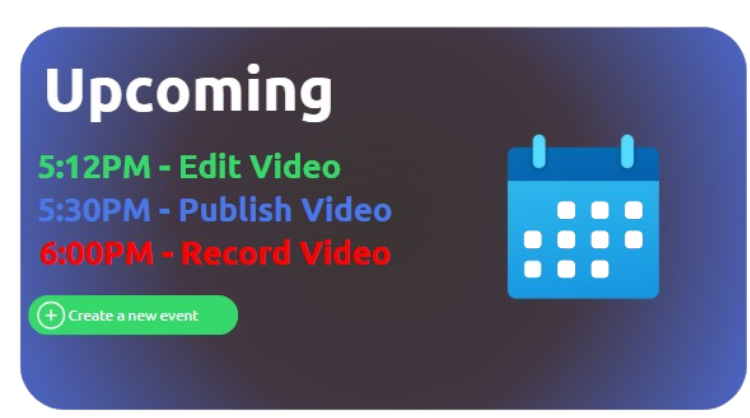 Upcoming
5:12PM - Edit Video
5:30PM - Publish Video
6:00PM - Record Video
Create a new event